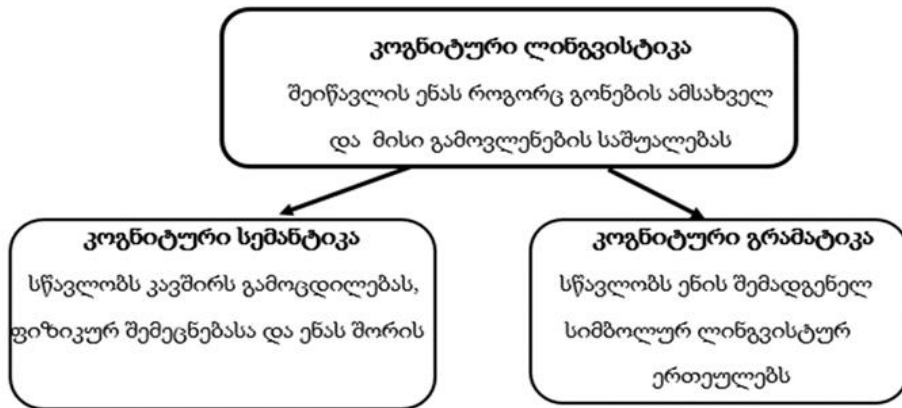 კოგნიტური ლინგვისტიკა
შეიწავლის ენას როგორც გონების ამსახველ
და მისი გამოვლენების საშუალებას
კოგნიტური სემანტიკა
სწავლობს კავშირს გამოცდილებას,
ფიზიკურ შემეცნებასა და ენას შორის
კოგნიტური გრამატიკა
სწავლობს ენის შემადგენელ
სიმბოლურ ლინგვისტურ
ერთეულებს